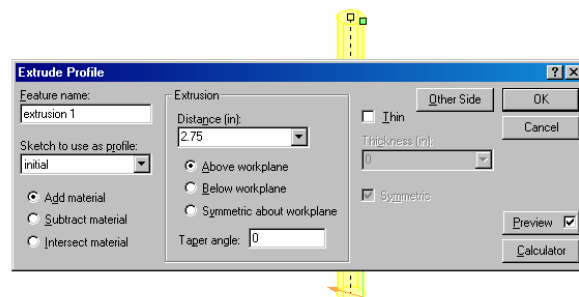 Extrude Profile
Feature name:
extrusion 1
Sketch to use as profile:
initial
Add material
Subtract material
Intersect material
Extrusion
Distance (in):
2.75
Above workplane
Below workplane
Symmetric about workplane
Taper angle: 0
Other Side
Thin
Thickness (in):
0
Symmetric
OK
Cancel
Preview
Calculator